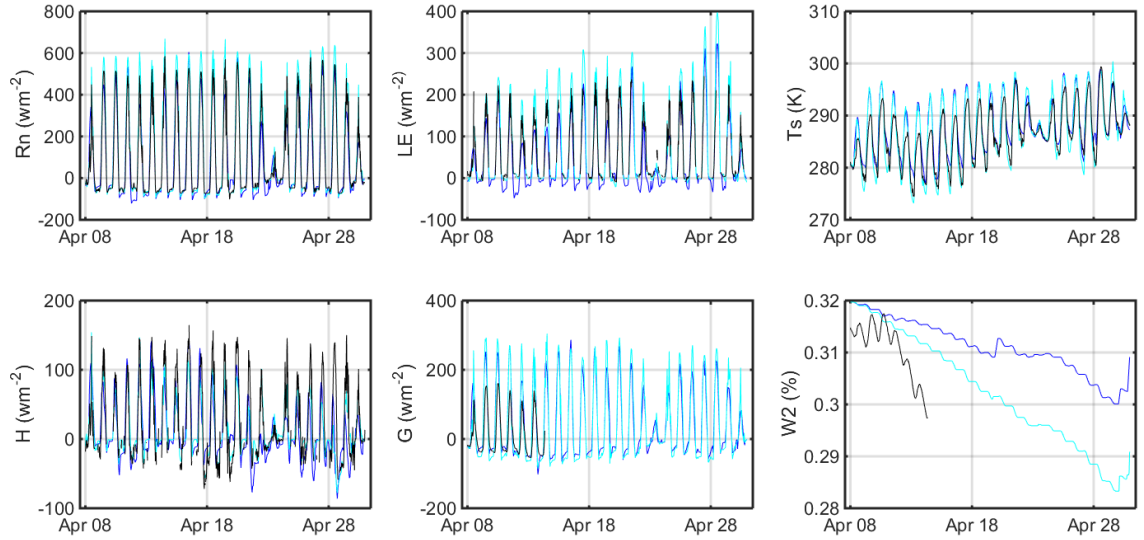 Rn (wm-2)
800
600
400
200
0
-200
Apr 08 Apr 18 Apr 28
LE (wm-2)
400
300
200
100
0
-100
Apr 08 Apr 18 Apr 28
Ts (K)
310
300
290
280
270
Apr 08 Apr 18 Apr 28
H (wm-2)
200
100
0
-100
Apr 08 Apr 18 Apr 28
G (wm-2)
400
200
0
-200
Apr 08 Apr 18 Apr 28
W2 (%)
0.32
0.31
0.3
0.29
0.28
Apr 08 Apr 18 Apr 28